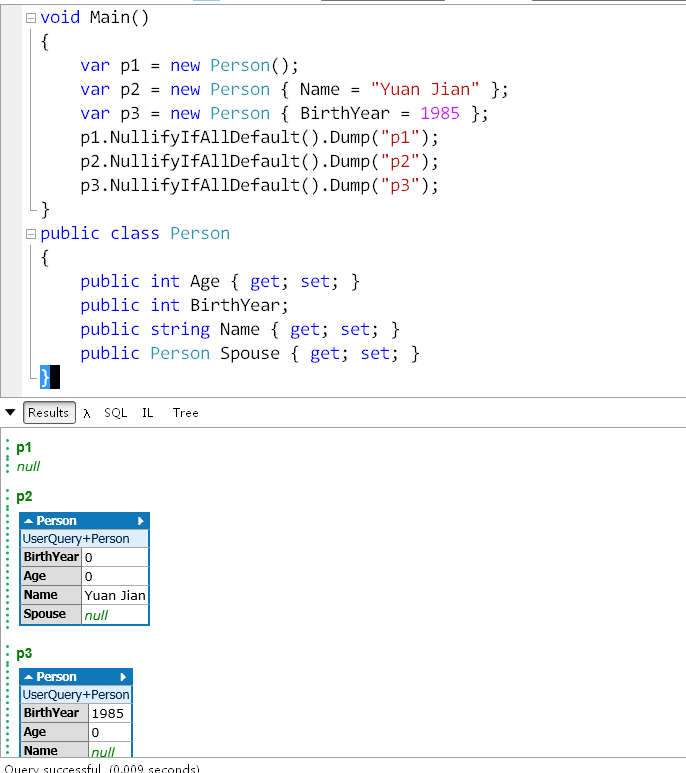 void Main()
{
var p1 = new Person();
var p2 = new Person { Name = "Yuan Jian" };
var p3 = new Person { BirthYear = 1985 };
p1.NullifyIfAllDefault().Dump("p1");
p2.NullifyIfAllDefault().Dump("p2");
p3.NullifyIfAllDefault().Dump("p3");
}
public class Person
{
public int Age { get; set; }
public int BirthYear;
public string Name { get; set; }
public Person Spouse { get; set; }
}
Results λ SQL IL Tree
p1
null
p2
Person
UserQuery+Person
BirthYear 0
Age 0
Name Yuan Jian
Spouse null
p3
Person
UserQuery+Person
BirthYear 1985
Age 0
Name null
Query successful (0.009 seconds)